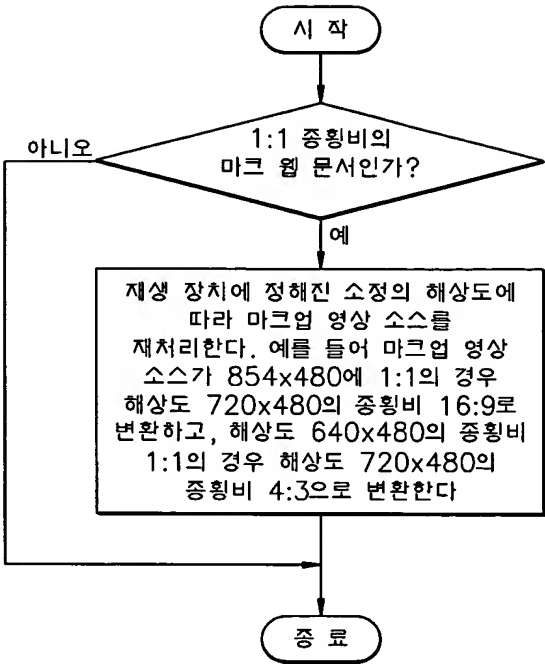 시 작
1:1 종횡비의
마크 웹 문서인가?
아니오
예
재생 장치에 정해진 소정의 해상도에
따라 마크업 영상 소스를
재처리한다. 예를 들어 마크업 영상
소스가 854x480에 1:1의 경우
해상도 720x480의 종횡비 16:9로
변환하고, 해상도 640x480의 종횡비
1:1의 경우 해상도 720x480의
종횡비 4:3으로 변환한다
종 료